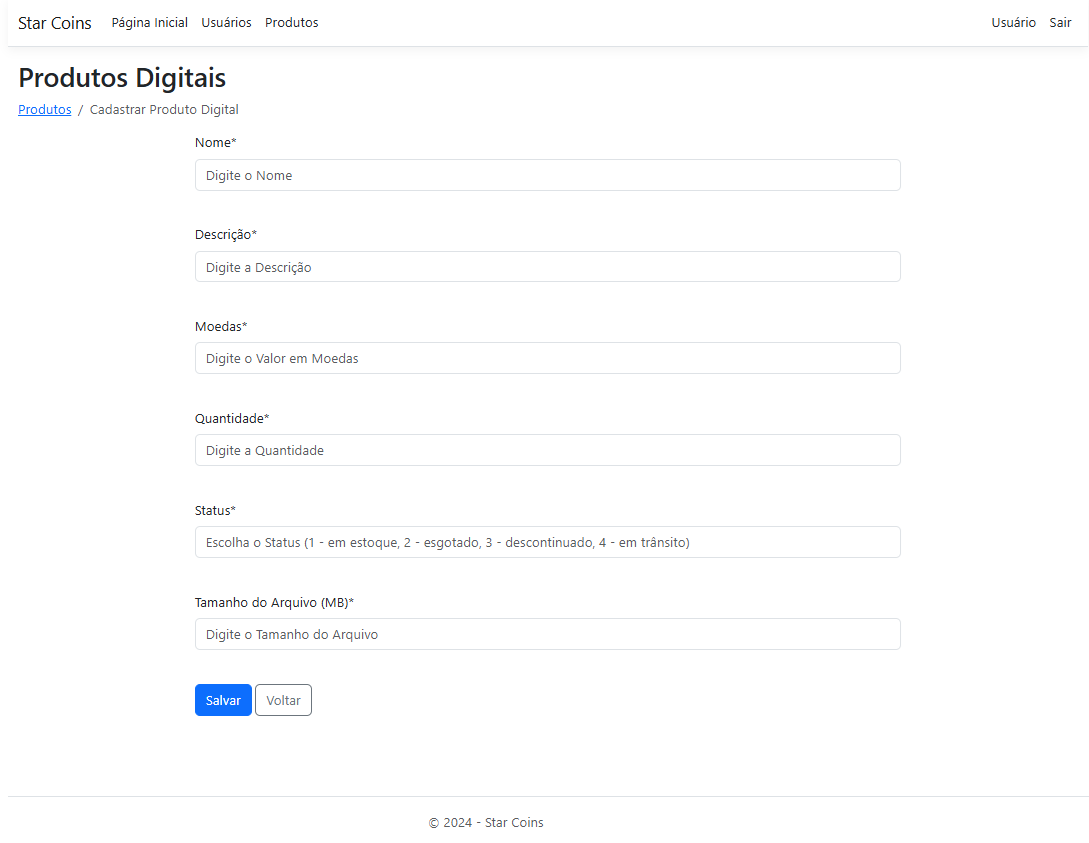 Star Coins Página Inicial Usuários Produtos Usuário Sair
Produtos Digitais
Produtos / Cadastrar Produto Digital
Nome*
Digite o Nome
Descrição*
Digite a Descrição
Moedas*
Digite o Valor em Moedas
Quantidade*
Digite a Quantidade
Status*
Escolha o Status (1 - em estoque, 2 - esgotado, 3 - descontinuado, 4 - em trânsito)
Tamanho do Arquivo (MB)*
Digite o Tamanho do Arquivo
Salvar Voltar
© 2024 - Star Coins